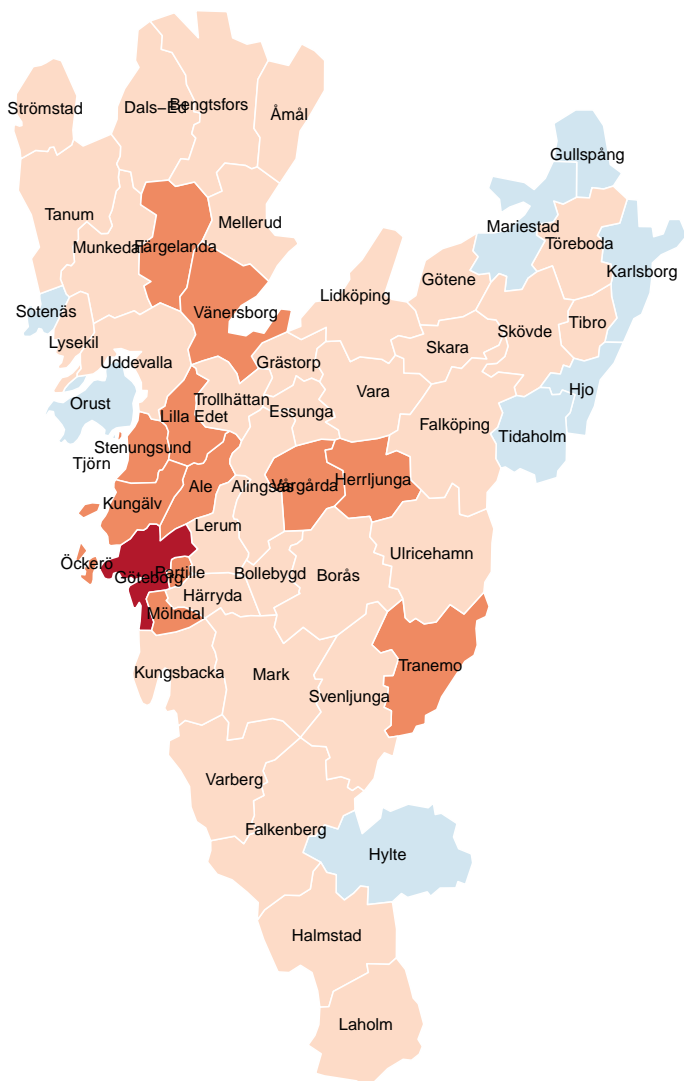 Strömstad
Dals−Ed
Bengtsfors
Åmål
Gullspång
Tanum
Mellerud
Mariestad
Munkedal
Färgelanda
Töreboda
Karlsborg
Götene
Lidköping
Sotenäs
Vänersborg
Tibro
Skövde
Lysekil
Skara
Uddevalla
Grästorp
Hjo
Vara
Trollhättan
Orust
Lilla Edet
Essunga
Falköping
Tidaholm
Stenungsund
Tjörn
Ale
Alingsås
Vårgårda
Herrljunga
Kungälv
Lerum
Ulricehamn
Öckerö
Göteborg
Partille
Bollebygd
Borås
Härryda
Mölndal
Tranemo
Kungsbacka
Mark
Svenljunga
Varberg
Falkenberg
Hylte
Halmstad
Laholm